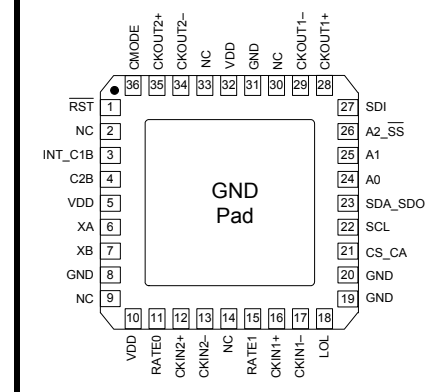 CMODE
CKOUT2+
CKOUT2–
NC
VDD
GND
NC
CKOUT1–
CKOUT1+
36 35 34 33 32 31 30 29 28
RST 1
NC 2
INT_C1B 3
C2B 4
VDD 5
XA 6
XB 7
GND 8
NC 9
GND
Pad
27 SDI
26 A2_SS
25 A1
24 A0
23 SDA_SDO
22 SCL
21 CS_CA
20 GND
19 GND
10 11 12 13 14 15 16 17 18
VDD
RATE0
CKIN2+
CKIN2–
NC
RATE1
CKIN1+
CKIN1–
LOL